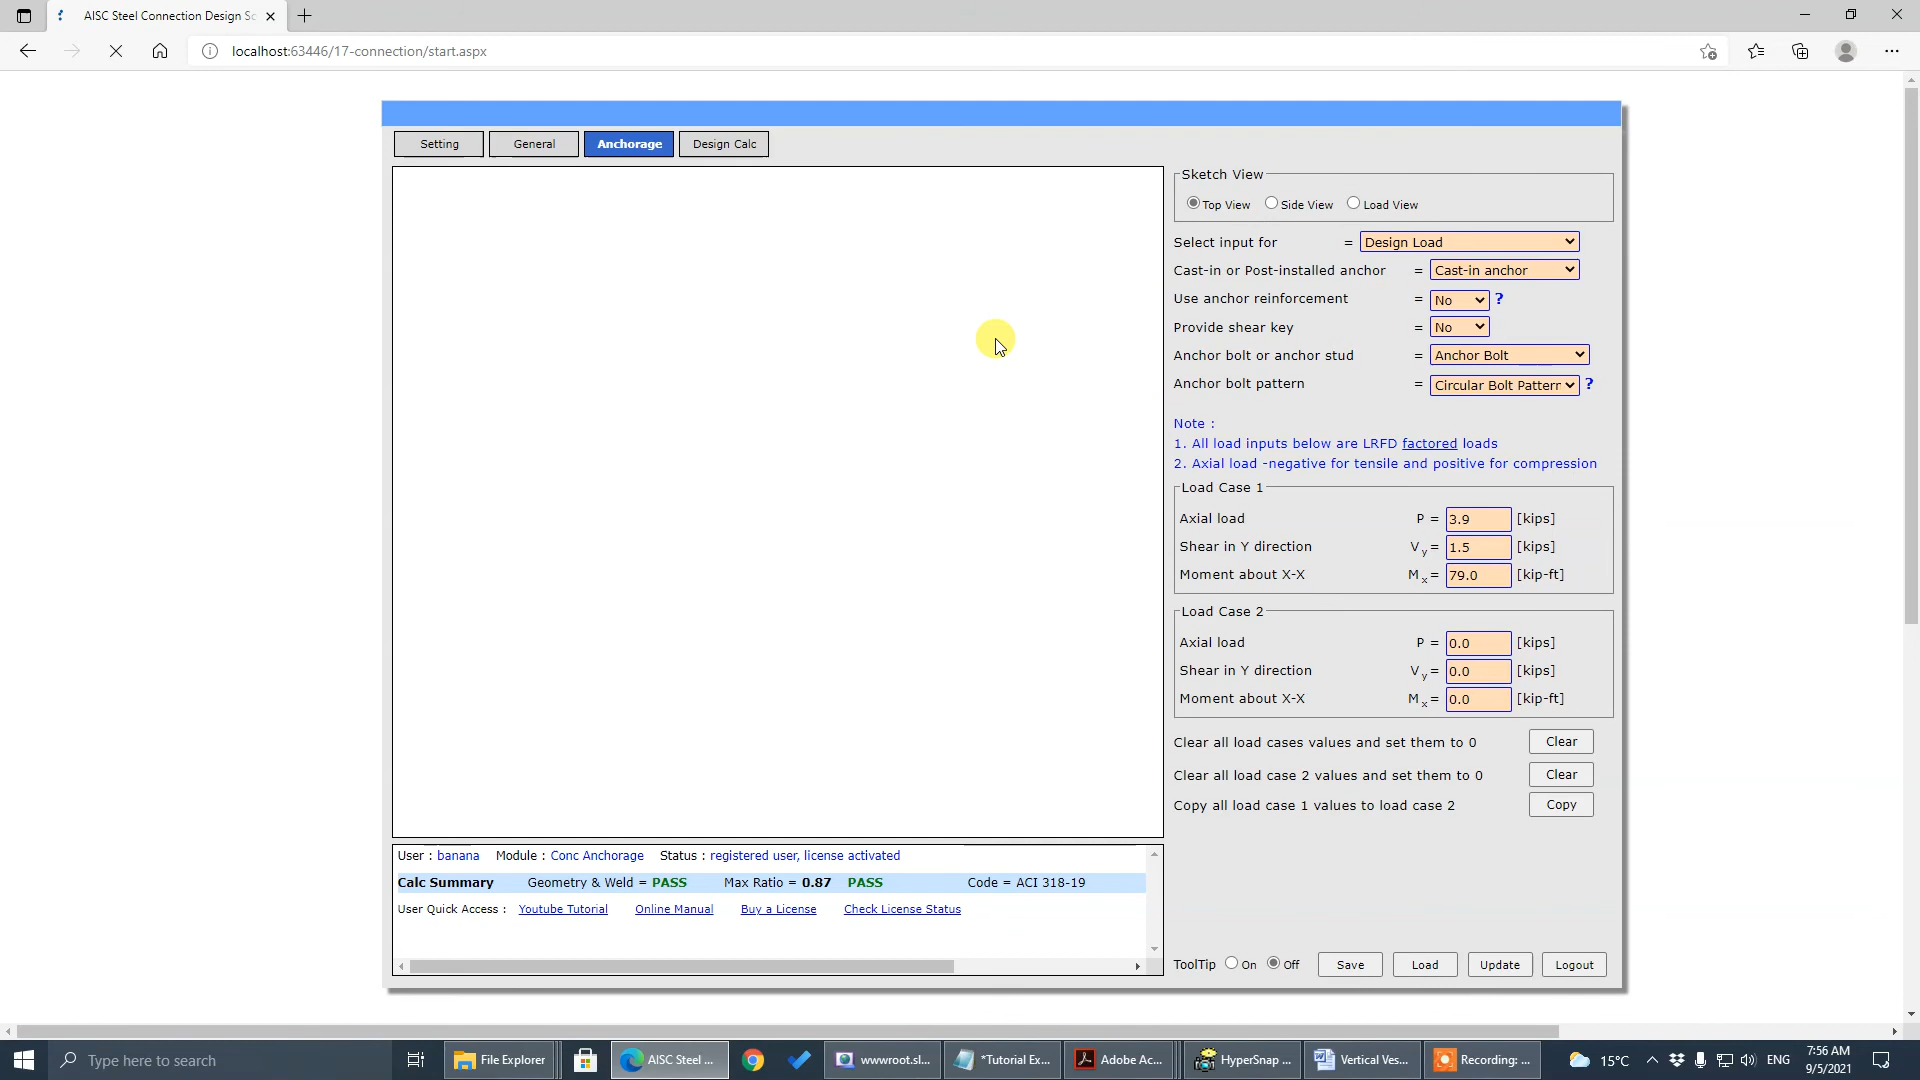 AISC Steel Connection Design Sc
localhost:63446/17-connection/start.aspx
Setting General Anchorage Design Calc
Sketch View
Top View Side View Load View
Select input for = Design Load
Cast-in or Post-installed anchor = Cast-in anchor
Use anchor reinforcement = No ?
Provide shear key = No
Anchor bolt or anchor stud = Anchor Bolt
Anchor bolt pattern = Circular Bolt Pattern ?
Note :
1. All load inputs below are LRFD factored loads
2. Axial load -negative for tensile and positive for compression
Load Case 1
Axial load P = 3.9 [kips]
Shear in Y direction Vy = 1.5 [kips]
Moment about X-X Mx = 79.0 [kip-ft]
Load Case 2
Axial load P = 0.0 [kips]
Shear in Y direction Vy = 0.0 [kips]
Moment about X-X Mx = 0.0 [kip-ft]
Clear all load cases values and set them to 0 Clear
Clear all load case 2 values and set them to 0 Clear
Copy all load case 1 values to load case 2 Copy
User : banana Module : Conc Anchorage Status : registered user, license activated
Calc Summary Geometry & Weld = PASS Max Ratio = 0.87 PASS Code = ACI 318-19
User Quick Access : Youtube Tutorial Online Manual Buy a License Check License Status
ToolTip On Off Save Load Update Logout
Type here to search File Explorer AISC Steel ... wwwroot.sl... *Tutorial Ex... Adobe Ac... HyperSnap ... Vertical Ves... Recording: ... 15°C ENG 7:56 AM
9/5/2021